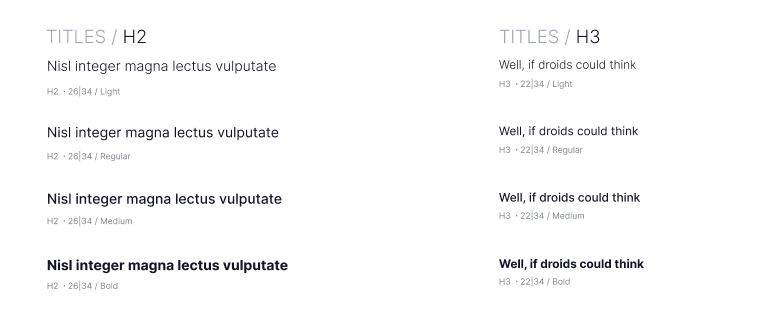 TITLES / H2
Nisl integer magna lectus vulputate
H2 · 26|34 / Light
Nisl integer magna lectus vulputate
H2 · 26|34 / Regular
Nisl integer magna lectus vulputate
H2 · 26|34 / Medium
Nisl integer magna lectus vulputate
H2 · 26|34 / Bold
TITLES / H3
Well, if droids could think
H3 · 22|34 / Light
Well, if droids could think
H3 · 22|34 / Regular
Well, if droids could think
H3 · 22|34 / Medium
Well, if droids could think
H3 · 22|34 / Bold